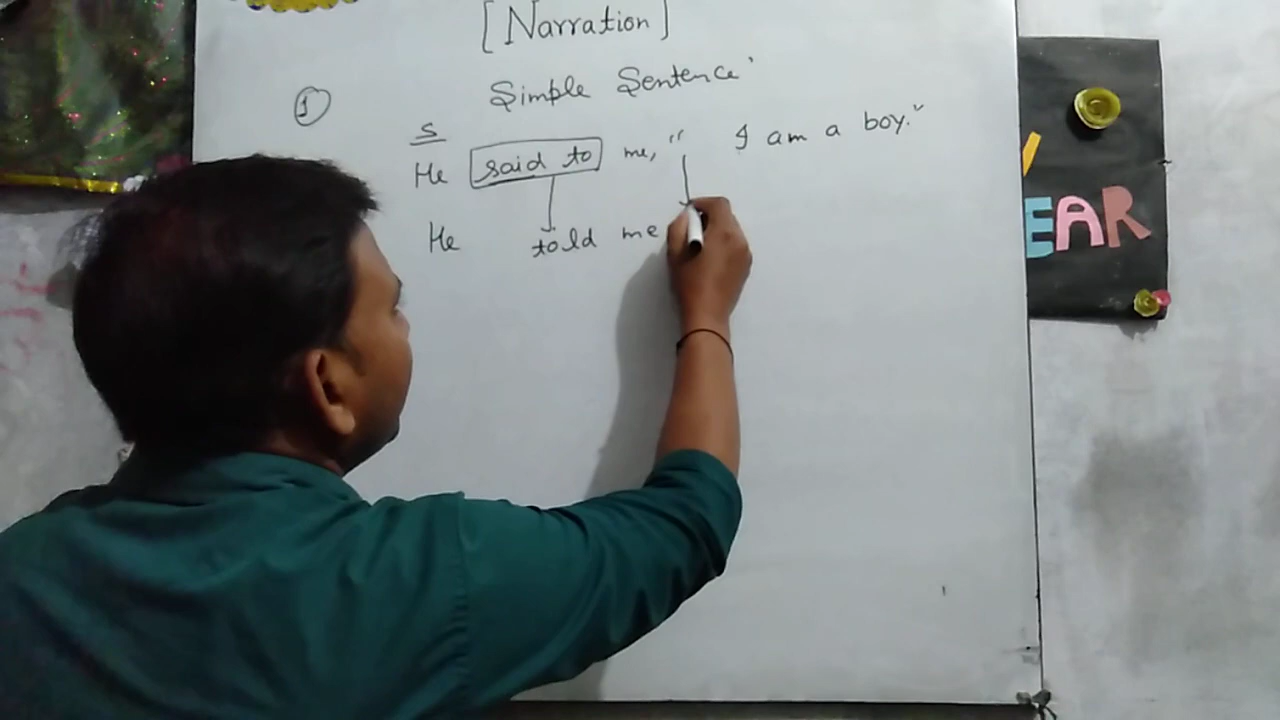 [Narration]
Simple Sentence
①
S
He said to me, " I am a boy."
He told me
EAR